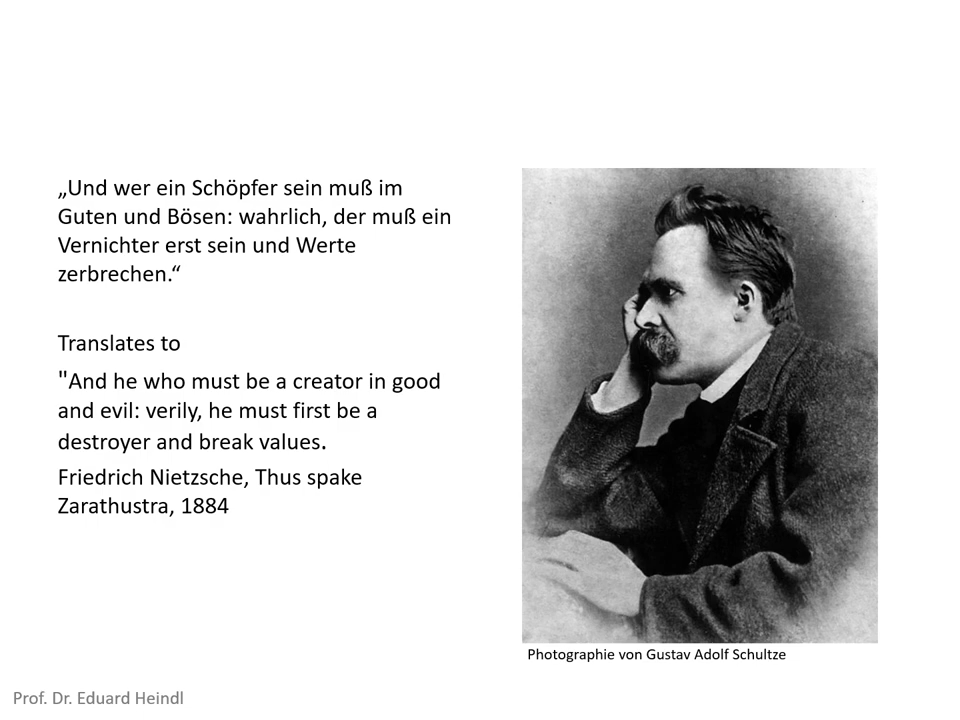 „Und wer ein Schöpfer sein muß im
Guten und Bösen: wahrlich, der muß ein
Vernichter erst sein und Werte
zerbrechen.“
Translates to
"And he who must be a creator in good
and evil: verily, he must first be a
destroyer and break values.
Friedrich Nietzsche, Thus spake
Zarathustra, 1884
Photographie von Gustav Adolf Schultze
Prof. Dr. Eduard Heindl